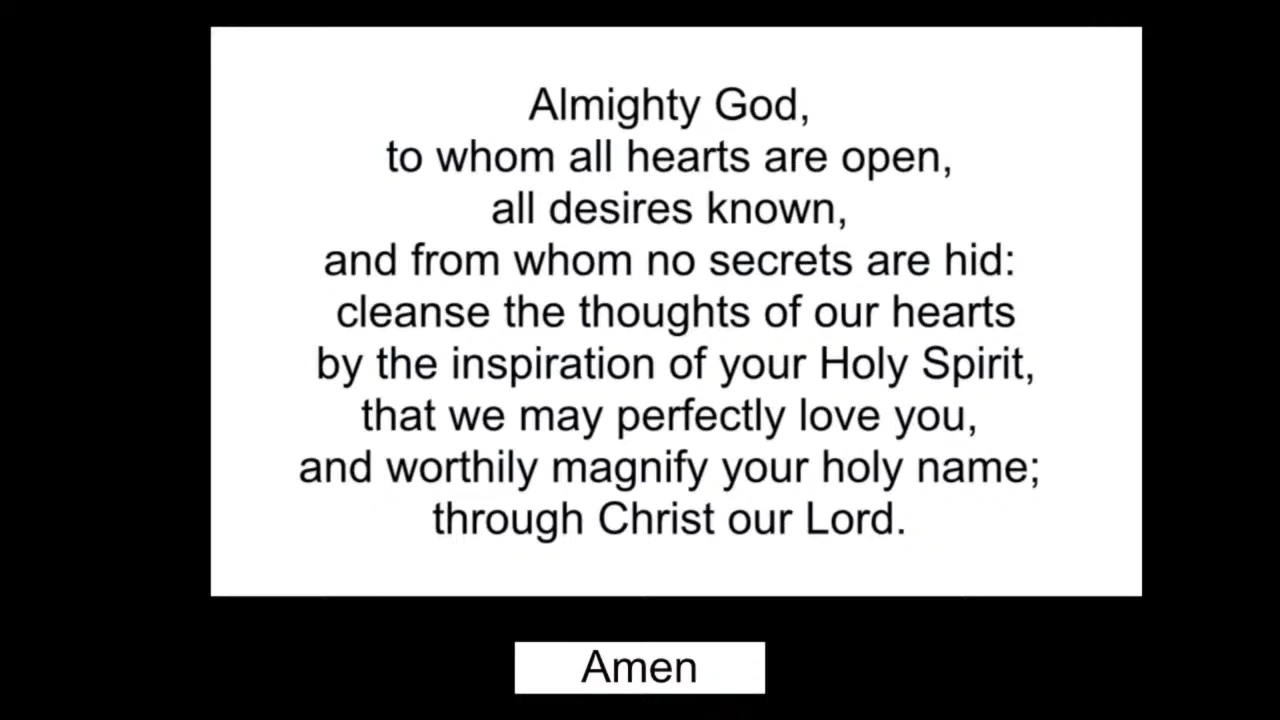 Almighty God,
to whom all hearts are open,
all desires known,
and from whom no secrets are hid:
cleanse the thoughts of our hearts
by the inspiration of your Holy Spirit,
that we may perfectly love you,
and worthily magnify your holy name;
through Christ our Lord.
Amen